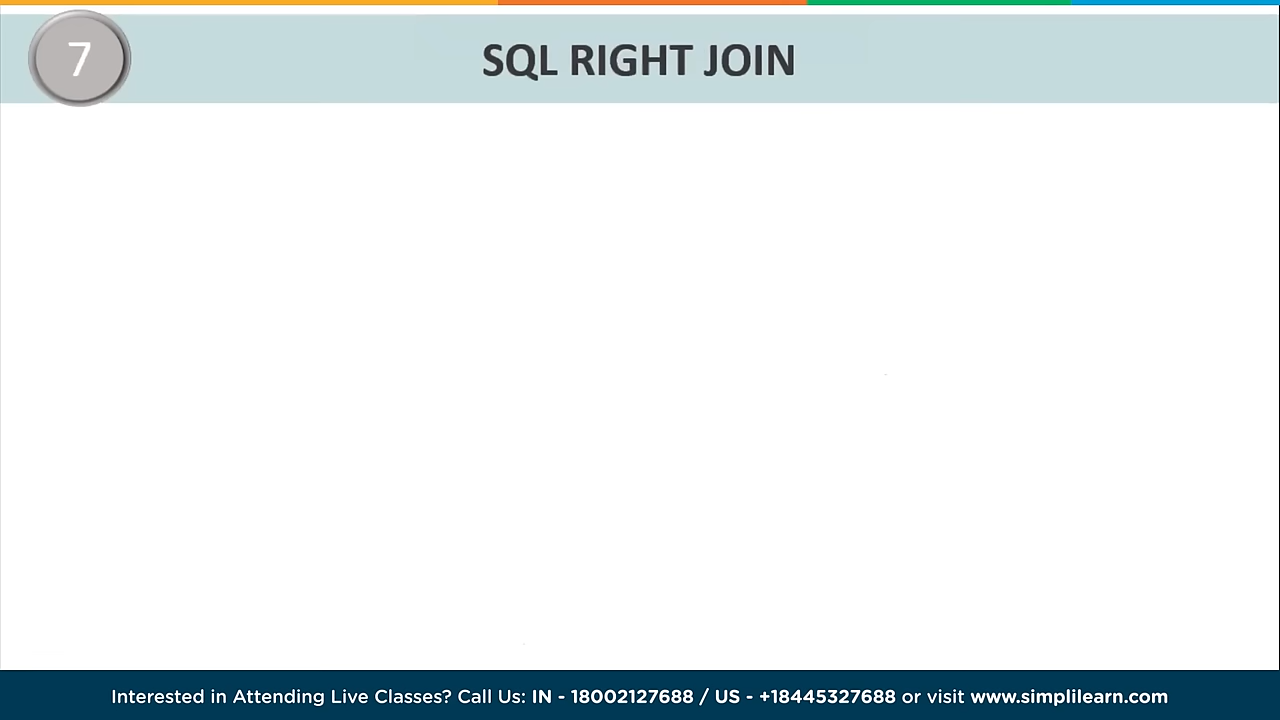 7
SQL RIGHT JOIN
Interested in Attending Live Classes? Call Us: IN - 18002127688 / US - +18445327688 or visit www.simplilearn.com